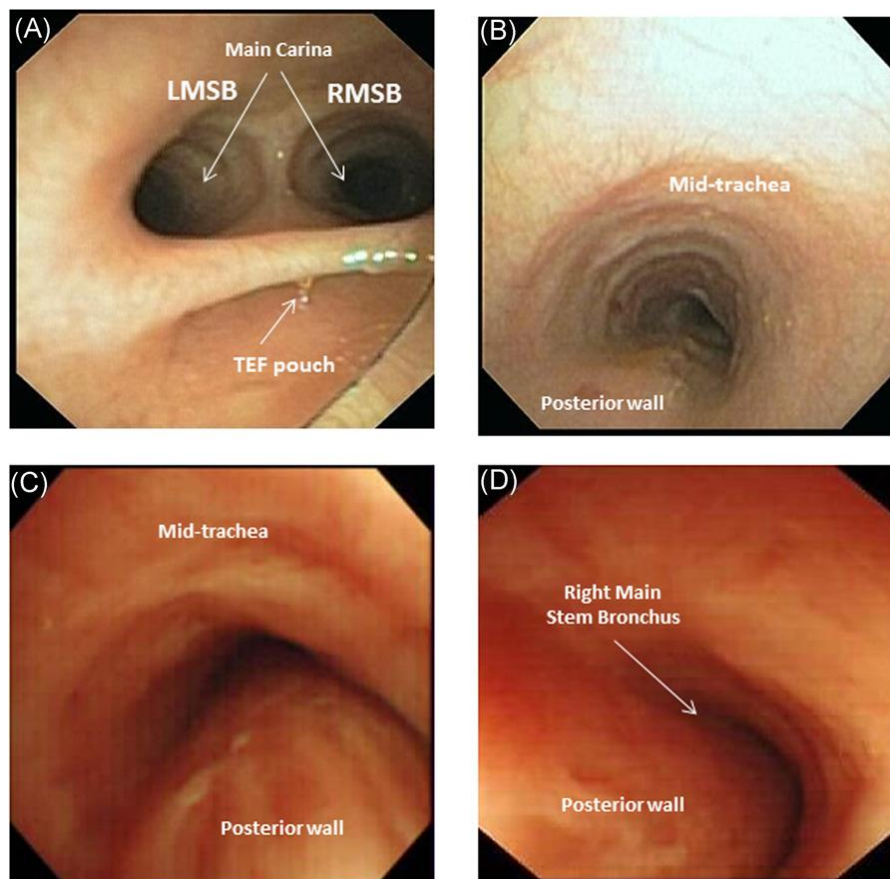 (A)
Main Carina
LMSB
RMSB
TEF pouch
(B)
Mid-trachea
Posterior wall
(C)
Mid-trachea
Posterior wall
(D)
Right Main
Stem Bronchus
Posterior wall